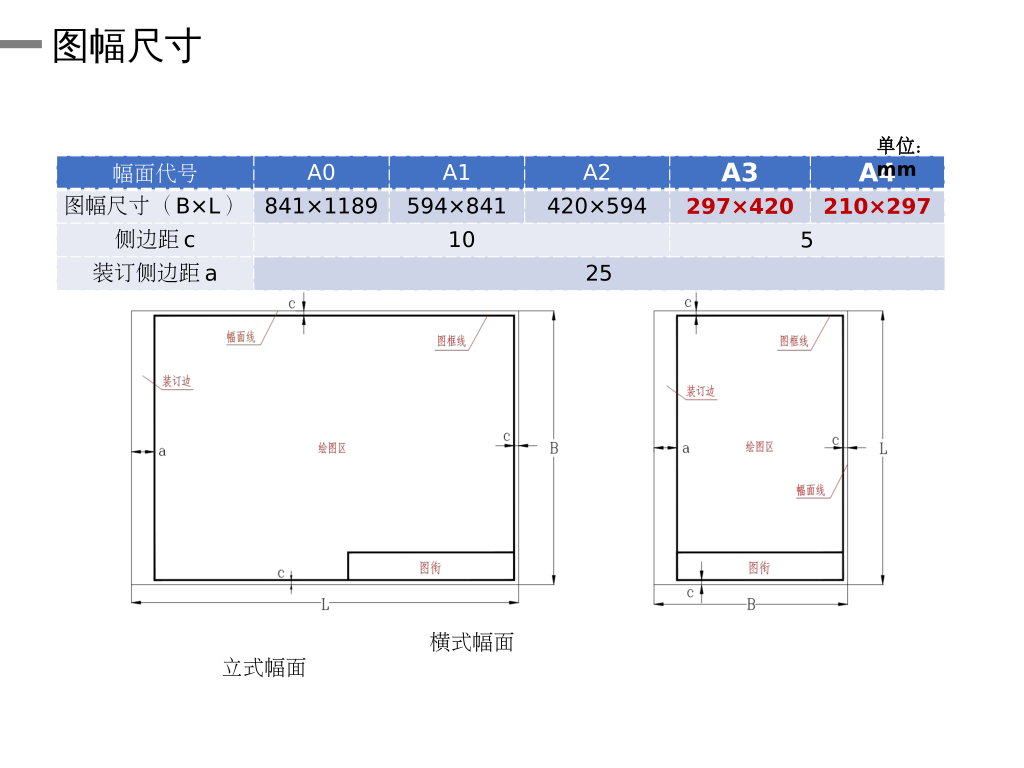 图幅尺寸
单位:
mm
幅面代号 A0 A1 A2 A3 A4
图幅尺寸（B×L） 841×1189 594×841 420×594 297×420 210×297
侧边距c 10 5
装订侧边距a 25
c
幅面线
图框线
装订边
a
绘图区
c
B
图衔
c
L
c
图框线
装订边
a
绘图区
c
L
幅面线
图衔
c
B
横式幅面
立式幅面